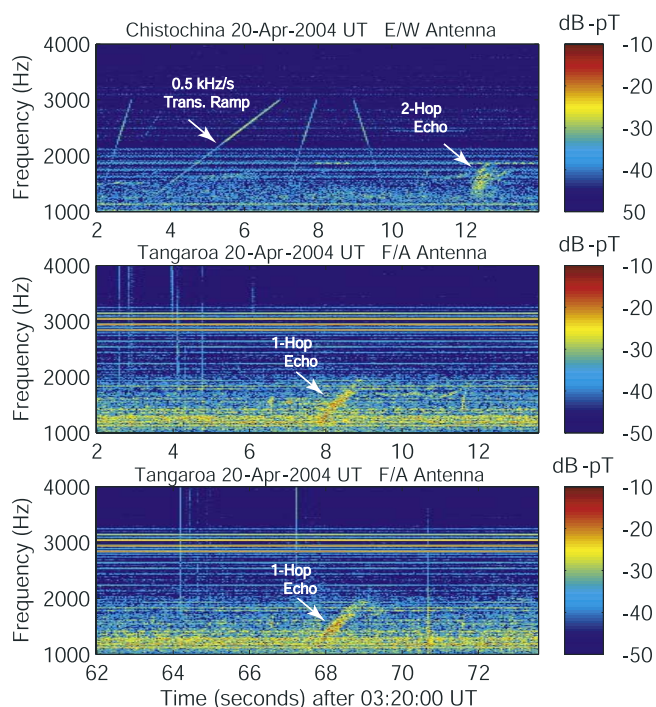 Chistochina 20-Apr-2004 UT E/W Antenna
dB-pT
Frequency (Hz)
4000
3000
2000
1000
0.5 kHz/s
Trans. Ramp
2-Hop
Echo
2 4 6 8 10 12
-10
-20
-30
-40
50
Tangaroa 20-Apr-2004 UT F/A Antenna
dB-pT
Frequency (Hz)
4000
3000
2000
1000
1-Hop
Echo
2 4 6 8 10 12
-10
-20
-30
-40
-50
Tangaroa 20-Apr-2004 UT F/A Antenna
dB-pT
Frequency (Hz)
4000
3000
2000
1000
1-Hop
Echo
62 64 66 68 70 72
-10
-20
-30
-40
-50
Time (seconds) after 03:20:00 UT